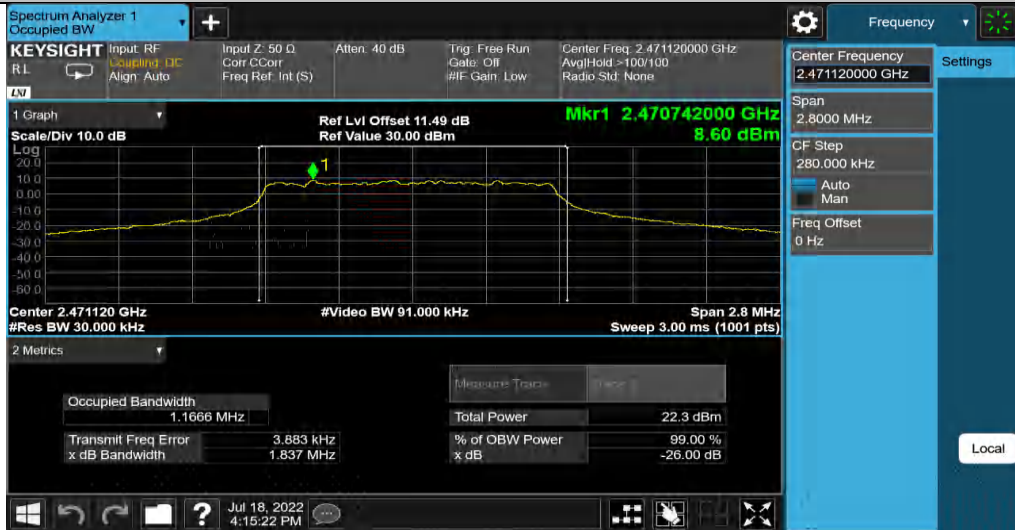 Spectrum Analyzer 1
Occupied BW
+
Frequency
KEYSIGHT
RL
LXI
Input: RF
Coupling: DC
Align: Auto
Input Z: 50 Ω
Corr CCorr
Freq Ref: Int (S)
Atten: 40 dB
Trig: Free Run
Gate: Off
#IF Gain: Low
Center Freq: 2.471120000 GHz
Avg|Hold >100/100
Radio Std: None
Center Frequency
2.471120000 GHz
Settings
Span
2.8000 MHz
CF Step
280.000 kHz
Auto
Man
Freq Offset
0 Hz
1 Graph
Scale/Div 10.0 dB
Ref Lvl Offset 11.49 dB
Ref Value 30.00 dBm
Mkr1 2.470742000 GHz
8.60 dBm
Log
20.0
10.0
0.00
-10.0
-20.0
-30.0
-40.0
-50.0
-60.0
1
Center 2.471120 GHz
#Res BW 30.000 kHz
#Video BW 91.000 kHz
Span 2.8 MHz
Sweep 3.00 ms (1001 pts)
2 Metrics
Measure Trace
Occupied Bandwidth
1.1666 MHz
Total Power 22.3 dBm
Transmit Freq Error 3.883 kHz
% of OBW Power 99.00 %
x dB Bandwidth 1.837 MHz
x dB -26.00 dB
Local
?
Jul 18, 2022
4:15:22 PM